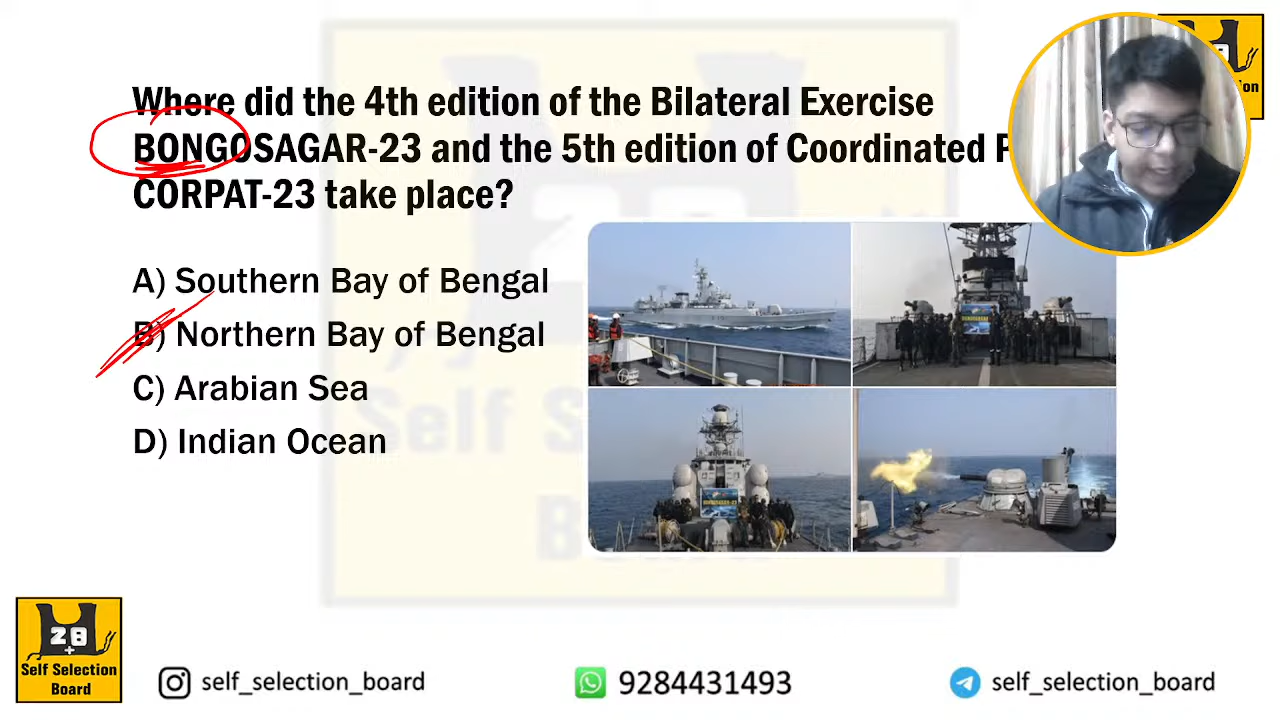 Where did the 4th edition of the Bilateral Exercise
BONGOSAGAR-23 and the 5th edition of Coordinated
CORPAT-23 take place?
A) Southern Bay of Bengal
B) Northern Bay of Bengal
C) Arabian Sea
D) Indian Ocean
Self
28
+
Self Selection
Board
self_selection_board
9284431493
self_selection_board